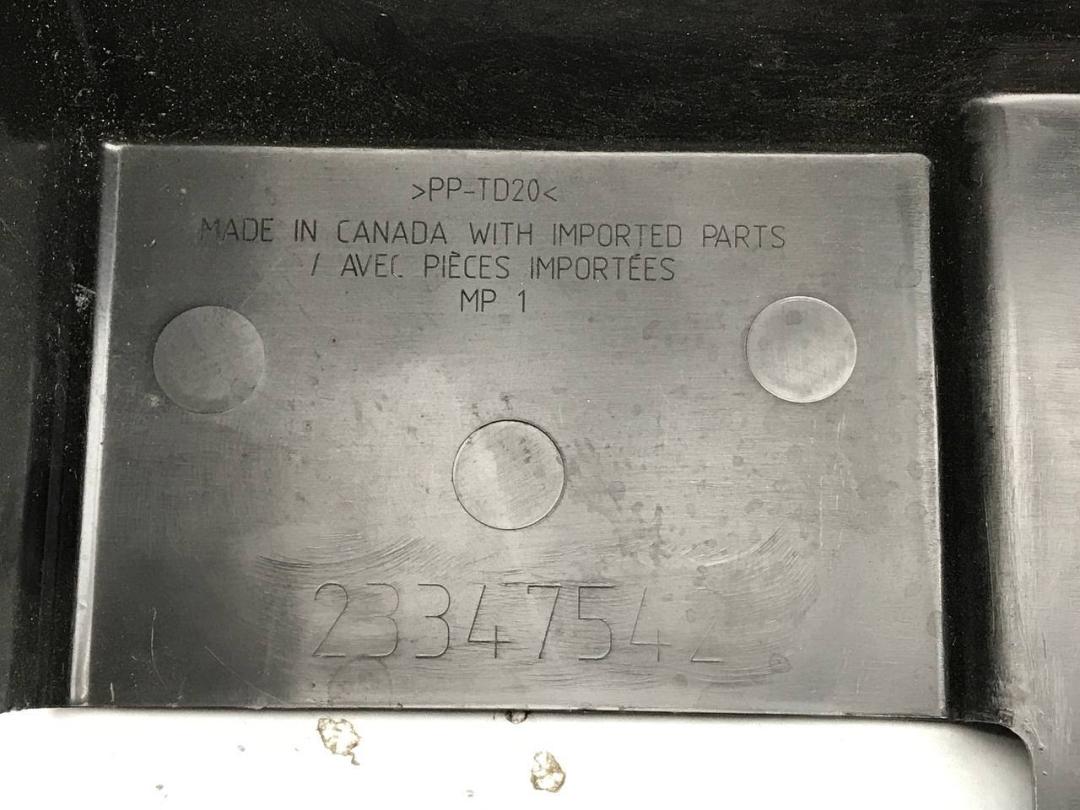 >PP-TD20<
MADE IN CANADA WITH IMPORTED PARTS
/ AVEC PIÈCES IMPORTÉES
MP 1
23347542